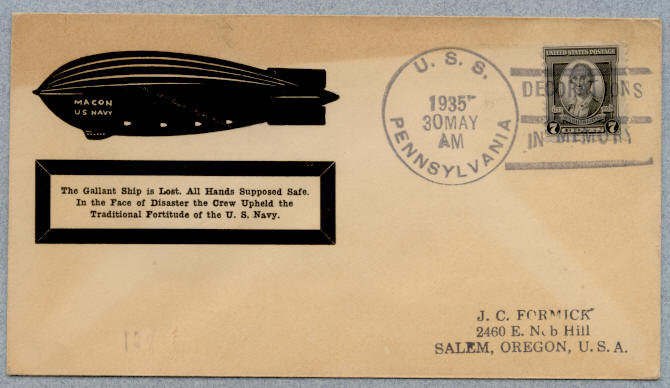 MACON
U S NAVY
The Gallant Ship is Lost. All Hands Supposed Safe.
In the Face of Disaster the Crew Upheld the
Traditional Fortitude of the U. S. Navy.
U. S. S.
1935
30MAY
AM
PENNSYLVANIA
UNITED STATES POSTAGE
7 CENTS 7
DECORATIONS
IN MEMORY
J. C. FORMICK
2460 E. Nob Hill
SALEM, OREGON, U. S. A.